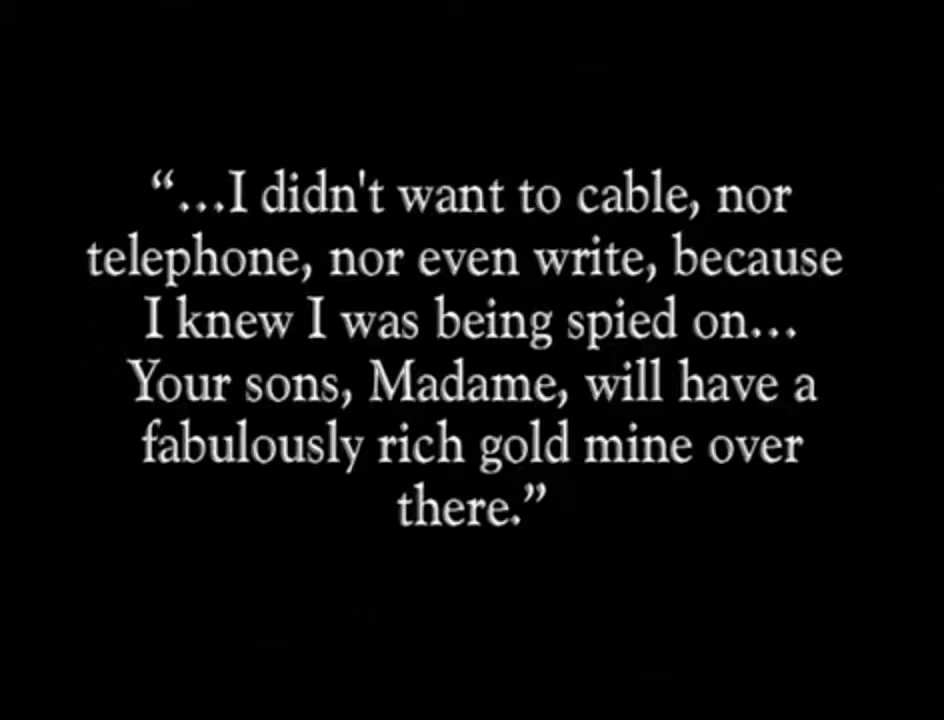 “...I didn't want to cable, nor
telephone, nor even write, because
I knew I was being spied on...
Your sons, Madame, will have a
fabulously rich gold mine over
there.”